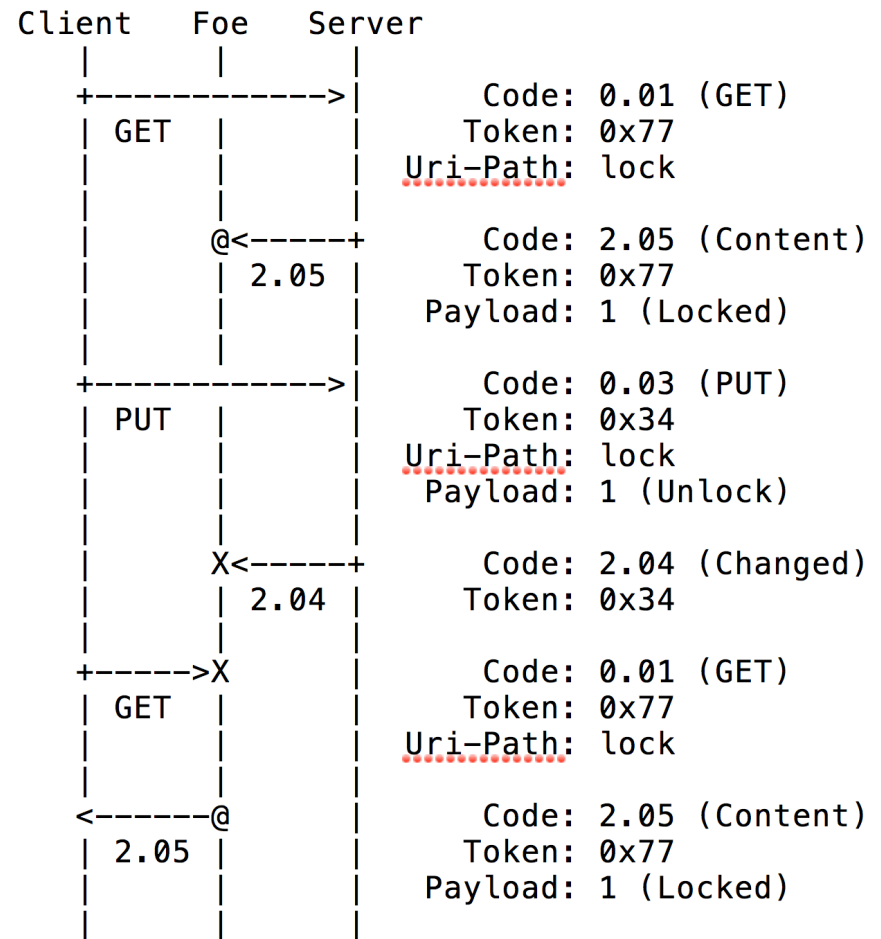 Client Foe Server
| | |
+------------>| Code: 0.01 (GET)
| GET | | Token: 0x77
| | | Uri-Path: lock
| | |
| @<------+ Code: 2.05 (Content)
| | 2.05 | Token: 0x77
| | | Payload: 1 (Locked)
| | |
+------------>| Code: 0.03 (PUT)
| PUT | | Token: 0x34
| | | Uri-Path: lock
| | | Payload: 1 (Unlock)
| | |
| X<------+ Code: 2.04 (Changed)
| | 2.04 | Token: 0x34
| | |
+----->X | Code: 0.01 (GET)
| GET | | Token: 0x77
| | | Uri-Path: lock
| | |
<------@ | Code: 2.05 (Content)
| 2.05 | | Token: 0x77
| | | Payload: 1 (Locked)
| | |